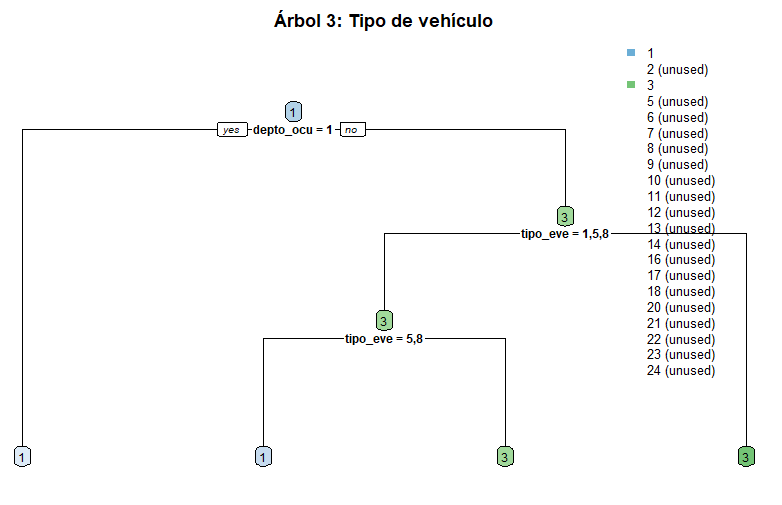 Árbol 3: Tipo de vehículo
1
2 (unused)
3
5 (unused)
6 (unused)
7 (unused)
8 (unused)
9 (unused)
10 (unused)
11 (unused)
12 (unused)
13 (unused)
14 (unused)
16 (unused)
17 (unused)
18 (unused)
20 (unused)
21 (unused)
22 (unused)
23 (unused)
24 (unused)
1
yes depto_ocu = 1 no
3
tipo_eve = 1,5,8
3
tipo_eve = 5,8
1 1 3 3